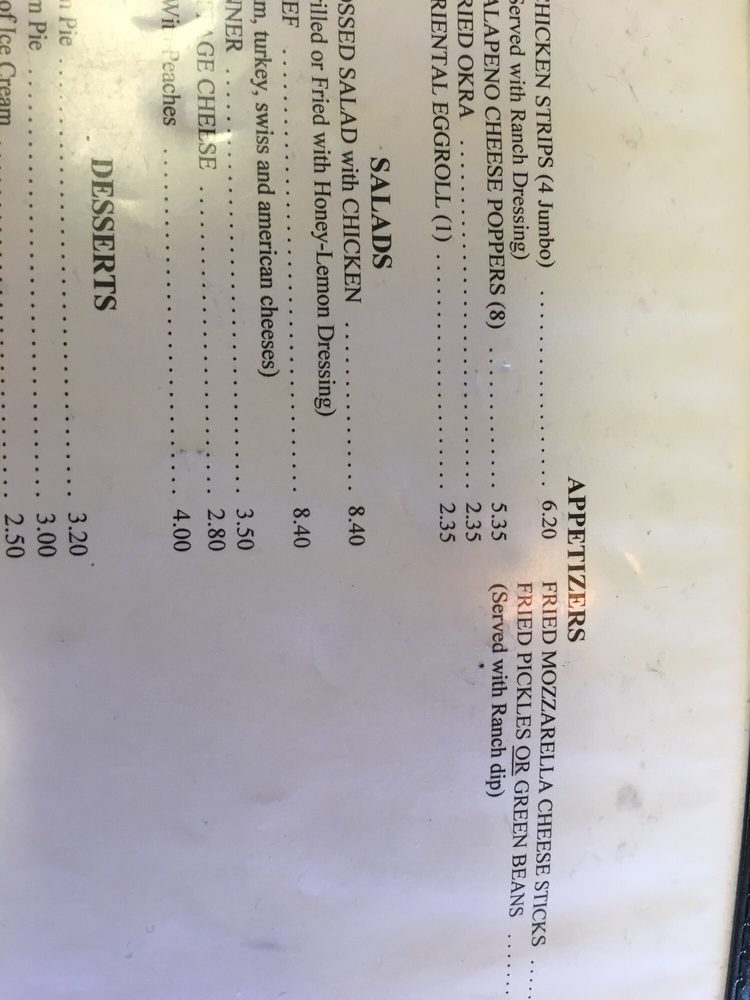 APPETIZERS
CHICKEN STRIPS (4 Jumbo) . . . . . . . . . . . . . . . . . . 6.20
Served with Ranch Dressing)
ALAPENO CHEESE POPPERS (8) . . . . . . . . . . . . 5.35
RIED OKRA . . . . . . . . . . . . . . . . . . . . . . . . . . . . . . . 2.35
RIENTAL EGGROLL (1) . . . . . . . . . . . . . . . . . . . . . 2.35
FRIED MOZZARELLA CHEESE STICKS . . . . .
FRIED PICKLES OR GREEN BEANS . . . . . . .
(Served with Ranch dip)
SALADS
OSSED SALAD with CHICKEN . . . . . . . . . . . . . . . 8.40
illed or Fried with Honey-Lemon Dressing)
EF . . . . . . . . . . . . . . . . . . . . . . . . . . . . . . . . . . . . . . . 8.40
m, turkey, swiss and american cheeses)
NNER . . . . . . . . . . . . . . . . . . . . . . . . . . . . . . . . . . . . 3.50
AGE CHEESE . . . . . . . . . . . . . . . . . . . . . . . . . . . 2.80
Peaches . . . . . . . . . . . . . . . . . . . . . . . . . . . . . . 4.00
DESSERTS
n Pie . . . . . . . . . . . . . . . . . . . . . . . . . . . . . . . . . . . . . . 3.20
m Pie . . . . . . . . . . . . . . . . . . . . . . . . . . . . . . . . . . . . . 3.00
of Ice Cream . . . . . . . . . . . . . . . . . . . . . . . . . . . . . . . 2.50